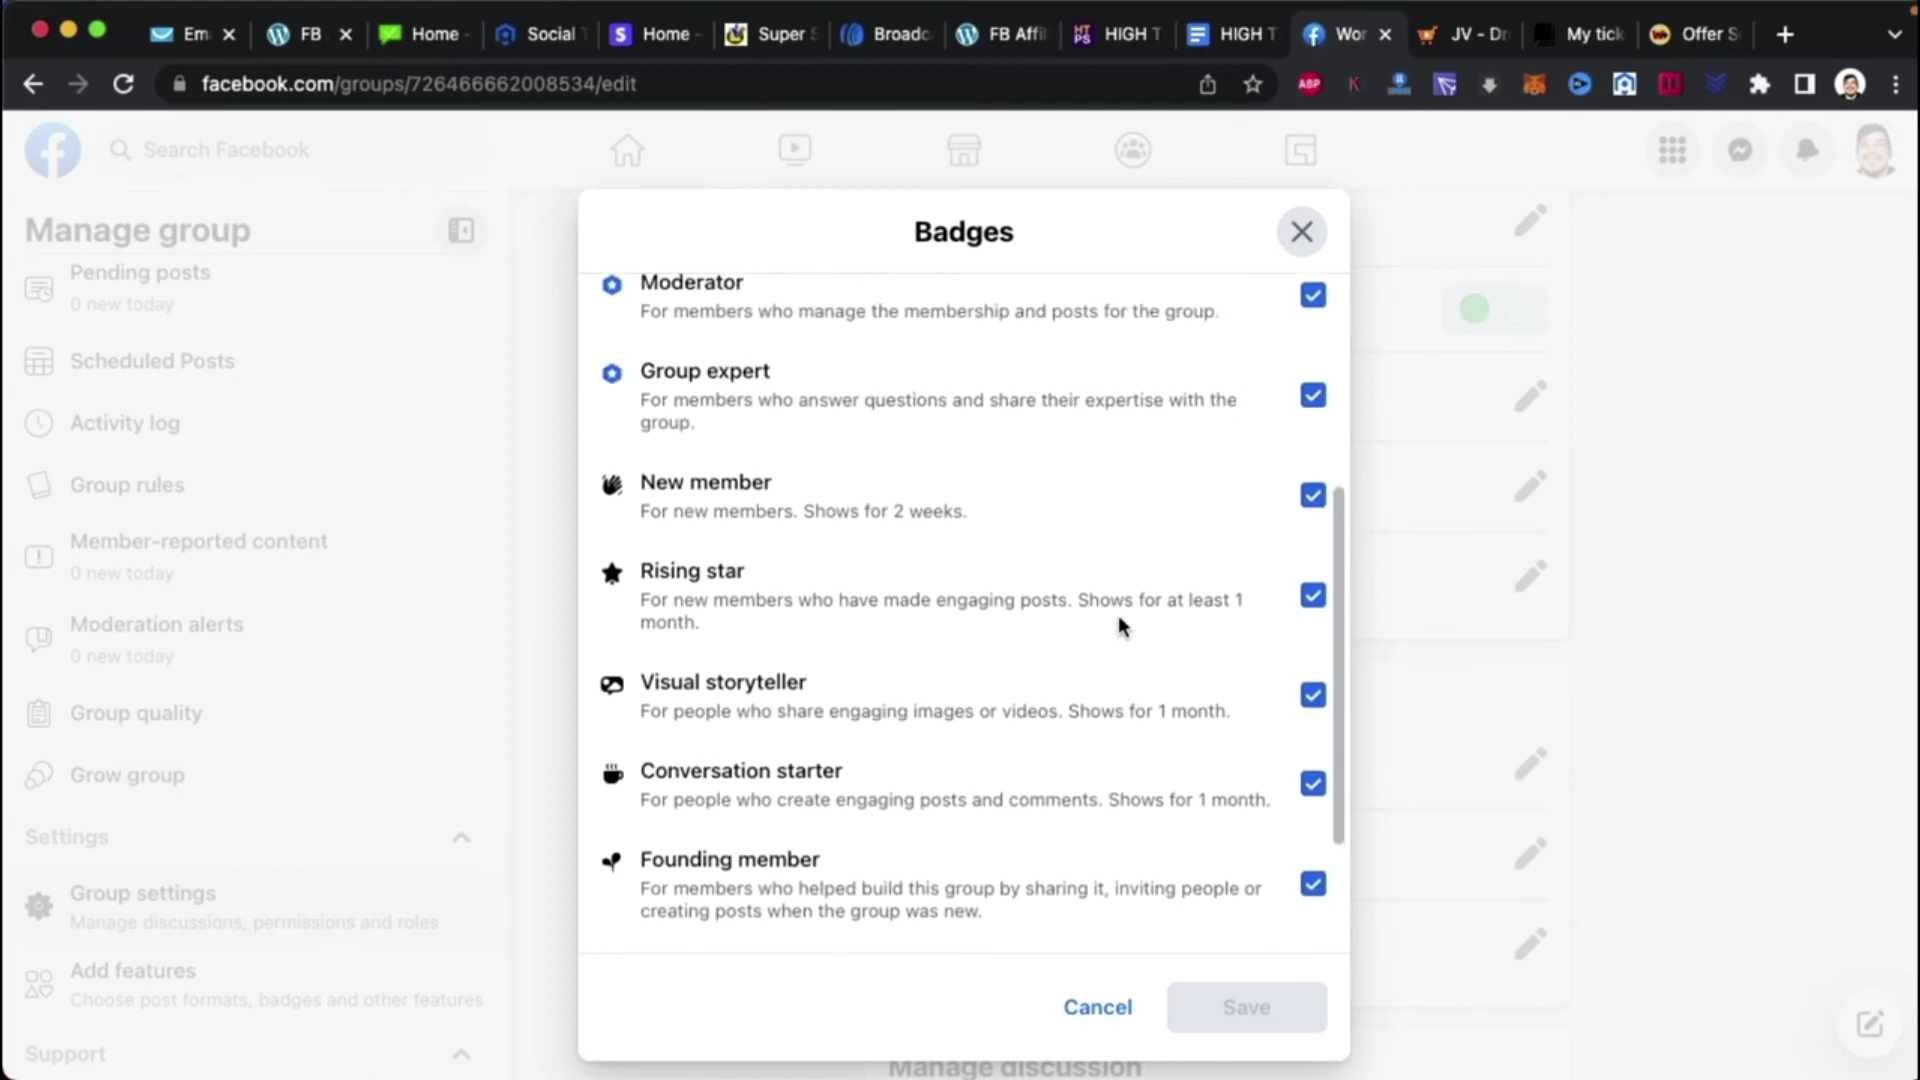 Em
FB
Home
Social
Home
Super
Broadc
FB Affil
HIGH T
HIGH T
Wor
JV - Dr
My tick
Offer S
facebook.com/groups/726466662008534/edit
ABP
Search Facebook
Manage group
Pending posts
0 new today
Scheduled Posts
Activity log
Group rules
Member-reported content
0 new today
Moderation alerts
0 new today
Group quality
Grow group
Settings
Group settings
Manage discussions, permissions and roles
Add features
Choose post formats, badges and other features
Support
Badges
Moderator
For members who manage the membership and posts for the group.
Group expert
For members who answer questions and share their expertise with the
group.
New member
For new members. Shows for 2 weeks.
Rising star
For new members who have made engaging posts. Shows for at least 1
month.
Visual storyteller
For people who share engaging images or videos. Shows for 1 month.
Conversation starter
For people who create engaging posts and comments. Shows for 1 month.
Founding member
For members who helped build this group by sharing it, inviting people or
creating posts when the group was new.
Cancel
Save
Manage discussion